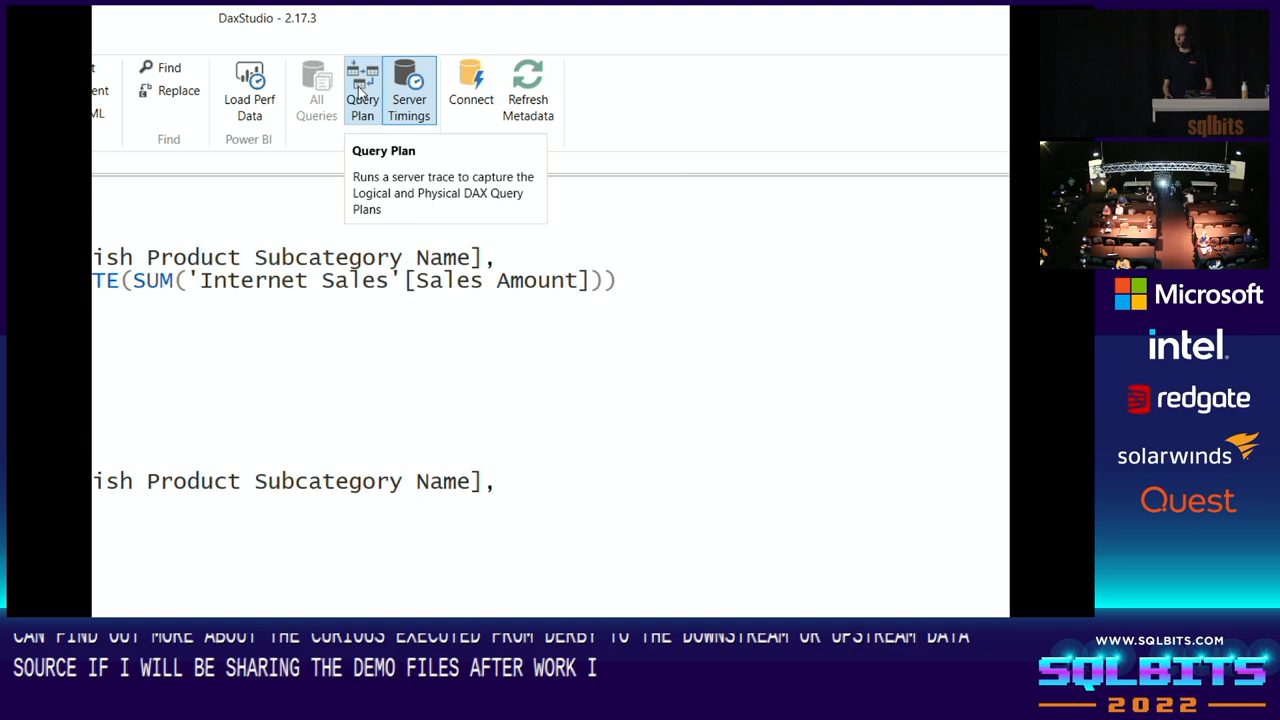 DaxStudio - 2.17.3
t
ent
ML
Find
Replace
Find
Load Perf
Data
Power BI
All
Queries
Query
Plan
Server
Timings
Connect
Refresh
Metadata
Query Plan
Runs a server trace to capture the
Logical and Physical DAX Query
Plans
ish Product Subcategory Name],
TE(SUM('Internet Sales'[Sales Amount]))
ish Product Subcategory Name],
CAN FIND OUT MORE ABOUT THE CURIOUS EXECUTED FROM DERBY TO THE DOWNSTREAM OR UPSTREAM DATA
SOURCE IF I WILL BE SHARING THE DEMO FILES AFTER WORK I
sqlbits
Microsoft
intel.
redgate
solarwinds
Quest
WWW.SQLBITS.COM
SQLBITS
2022